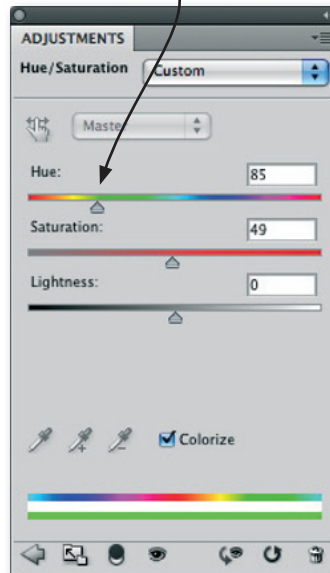 ADJUSTMENTS
Hue/Saturation Custom
Master
Hue: 85
Saturation: 49
Lightness: 0
Colorize